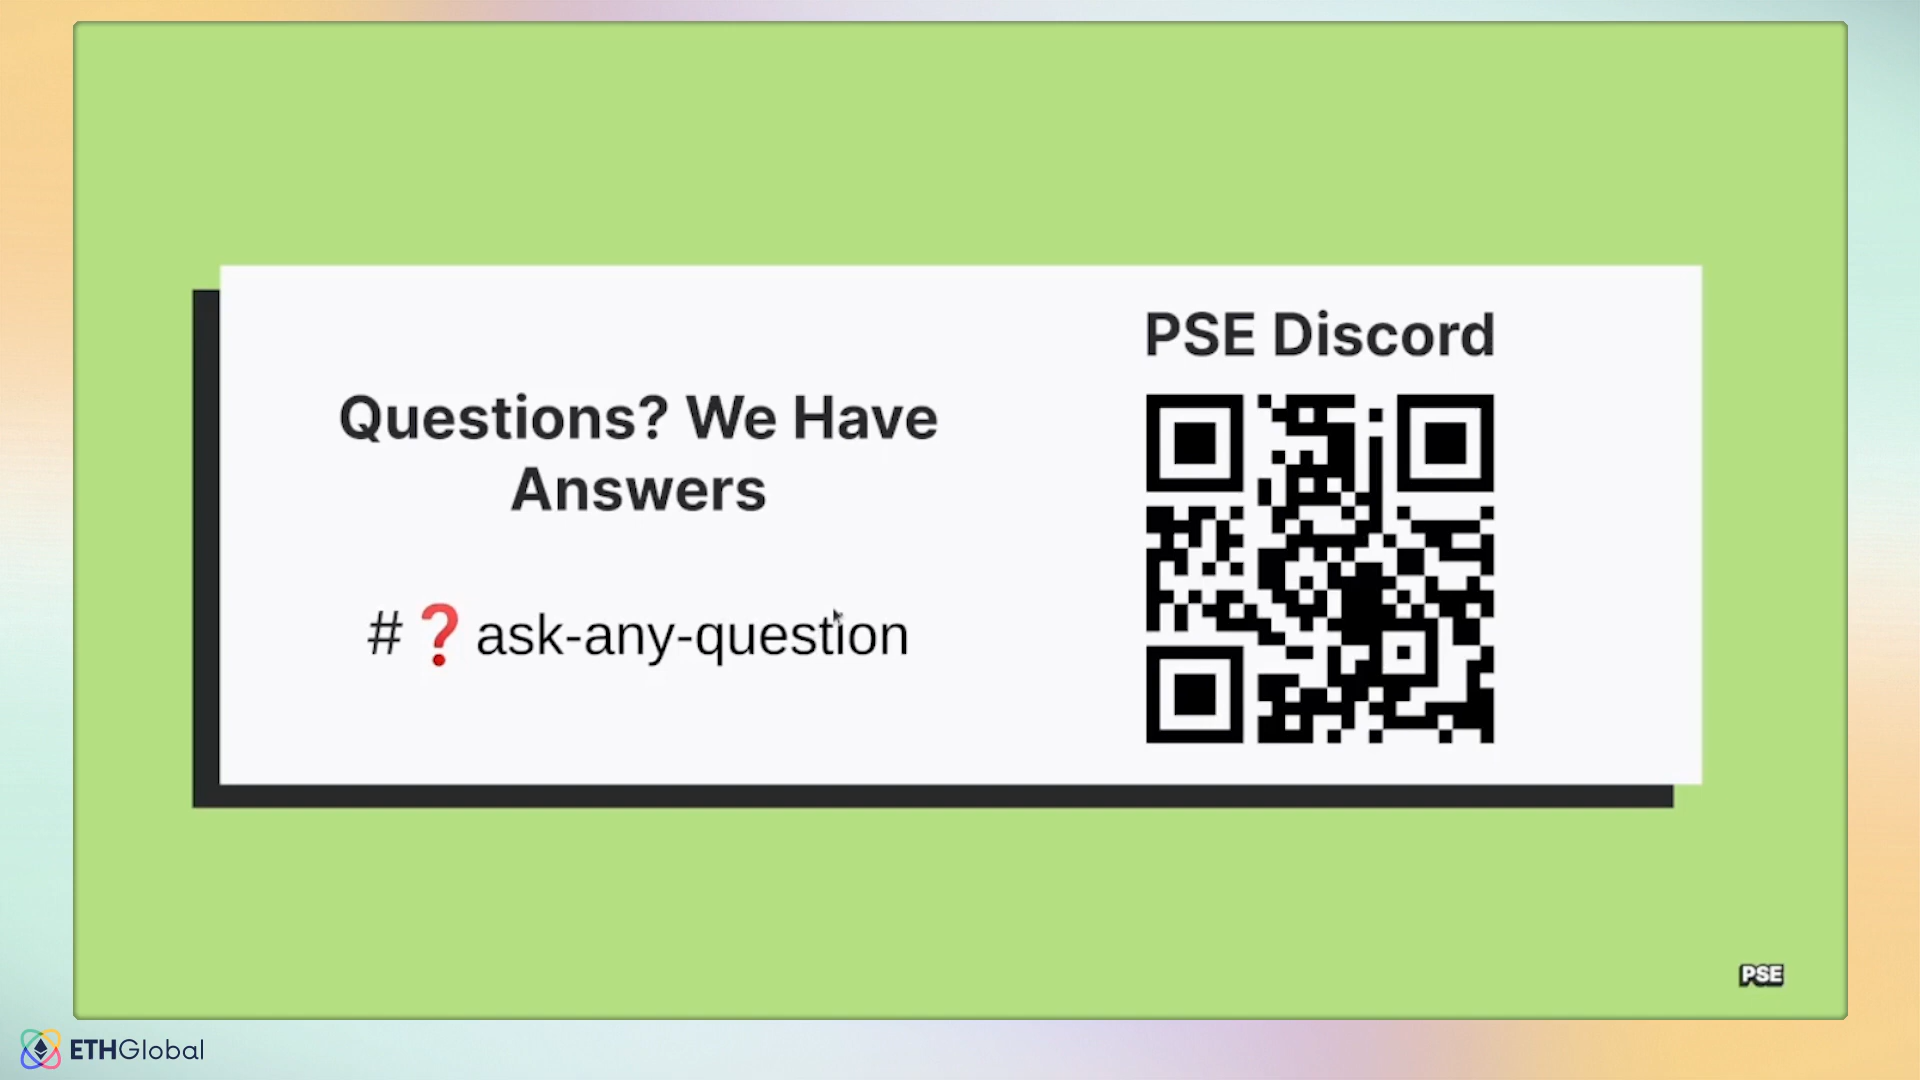 PSE Discord
Questions? We Have
Answers
#❓ask-any-question
PSE
ETHGlobal